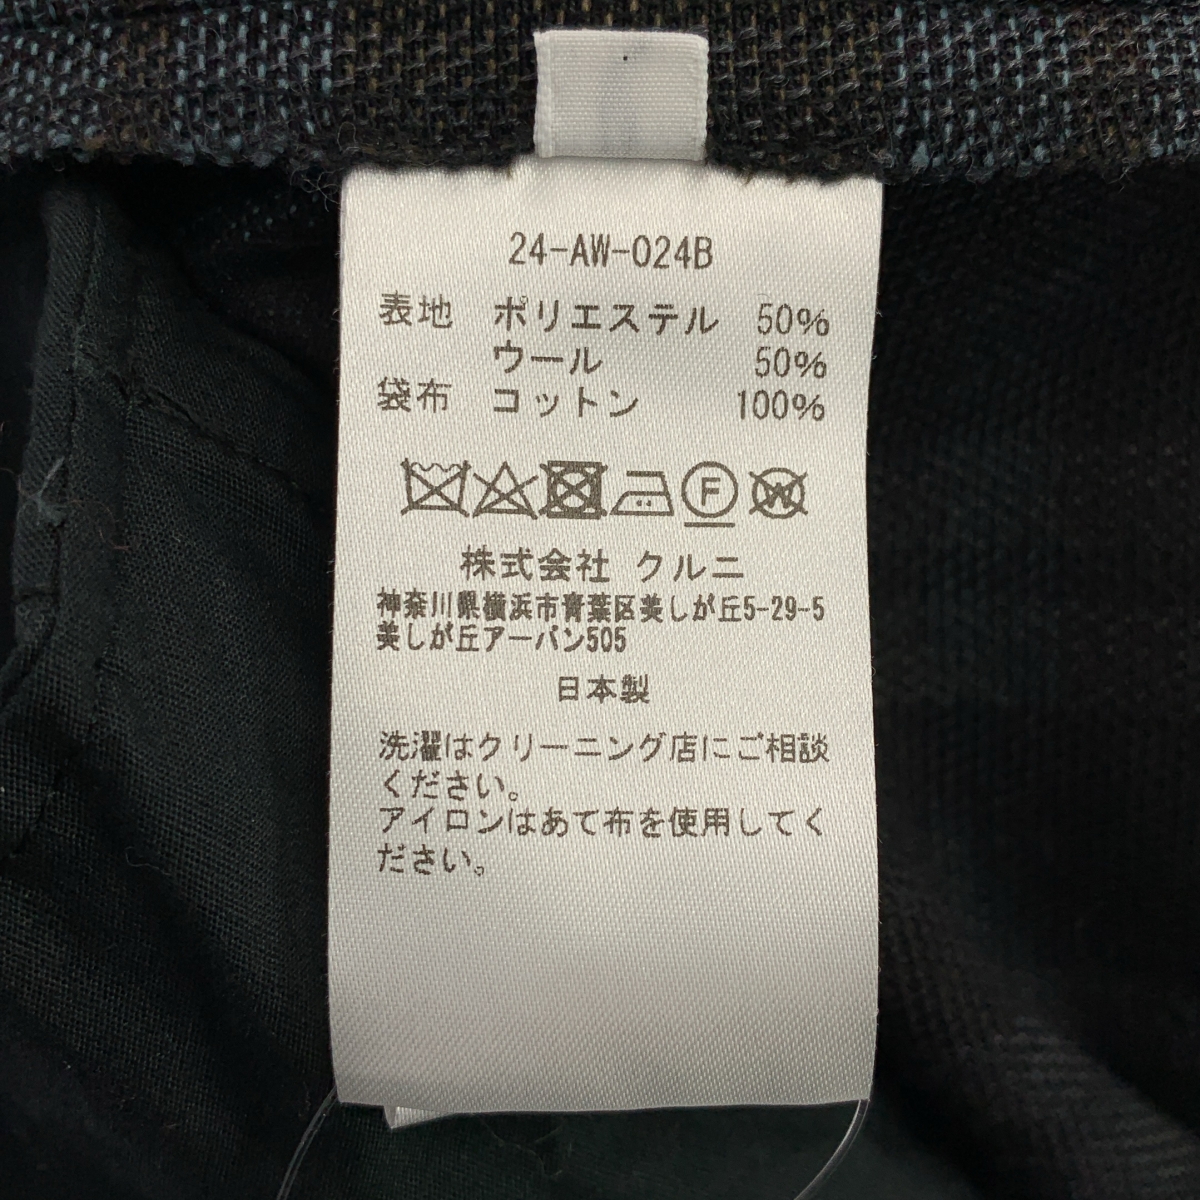 24-AW-024B
表地 ポリエステル 50%
ウール 50%
袋布 コットン 100%
F W
株式会社 クルニ
神奈川県横浜市青葉区美しが丘5-29-5
美しが丘アーバン505
日本製
洗濯はクリーニング店にご相談
ください。
アイロンはあて布を使用してく
ださい。